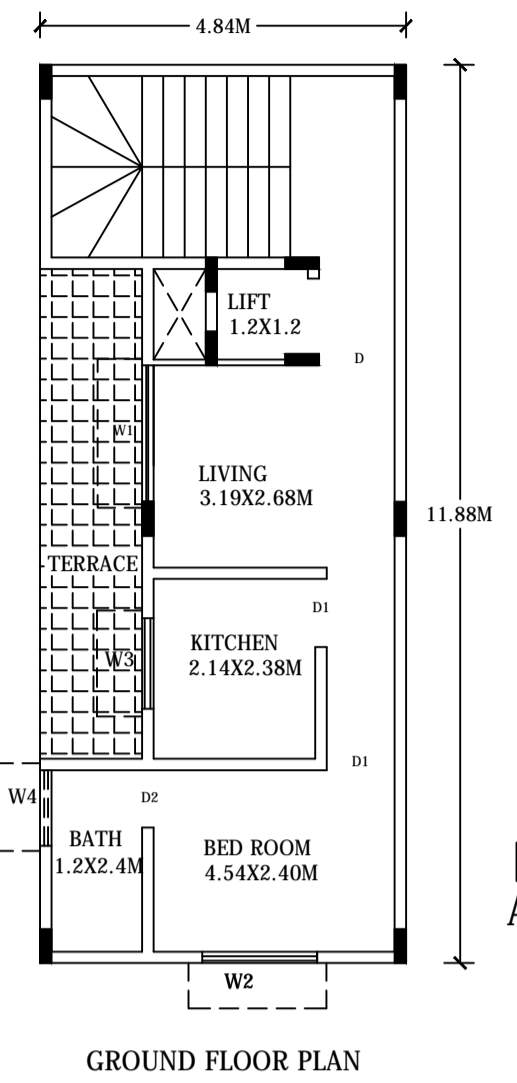 4.84M
LIFT
1.2X1.2
D
W1
LIVING
3.19X2.68M
11.88M
TERRACE
D1
KITCHEN
2.14X2.38M
W3
D1
W4
D2
BATH
1.2X2.4M
BED ROOM
4.54X2.40M
W2
GROUND FLOOR PLAN